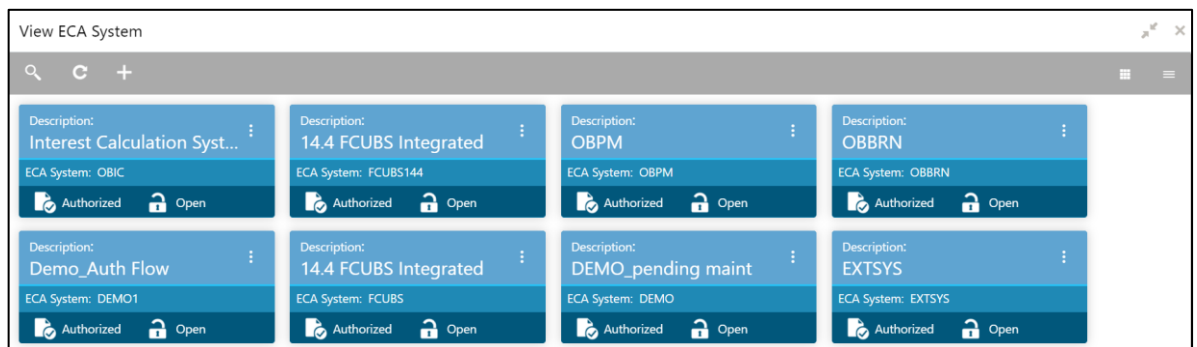 View ECA System
Description:
Interest Calculation Syst...
ECA System: OBIC
Authorized Open
Description:
14.4 FCUBS Integrated
ECA System: FCUBS144
Authorized Open
Description:
OBPM
ECA System: OBPM
Authorized Open
Description:
OBBRN
ECA System: OBBRN
Authorized Open
Description:
Demo_Auth Flow
ECA System: DEMO1
Authorized Open
Description:
14.4 FCUBS Integrated
ECA System: FCUBS
Authorized Open
Description:
DEMO_pending maint
ECA System: DEMO
Authorized Open
Description:
EXTSYS
ECA System: EXTSYS
Authorized Open